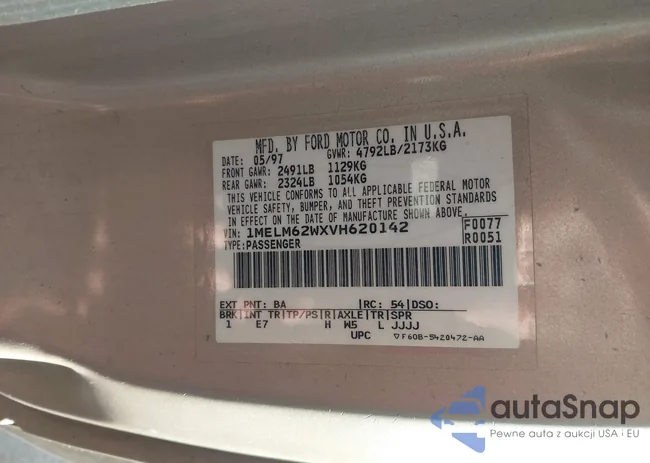 MFD. BY FORD MOTOR CO. IN U.S.A.
DATE: 05/97 GVWR: 4792LB/2173KG
FRONT GAWR: 2491LB 1129KG
REAR GAWR: 2324LB 1054KG
THIS VEHICLE CONFORMS TO ALL APPLICABLE FEDERAL MOTOR
VEHICLE SAFETY, BUMPER, AND THEFT PREVENTION STANDARDS
IN EFFECT ON THE DATE OF MANUFACTURE SHOWN ABOVE.
VIN: 1MELM62WXVH620142 F0077
TYPE: PASSENGER R0051
EXT PNT: BA |RC: 54|DSO:
BRK|INT TR|TP/PS|R|AXLE|TR|SPR
1 E7 H W5 L JJJJ
UPC ▽F60B-5420472-AA
autaSnap
Pewne auta z aukcji USA i EU